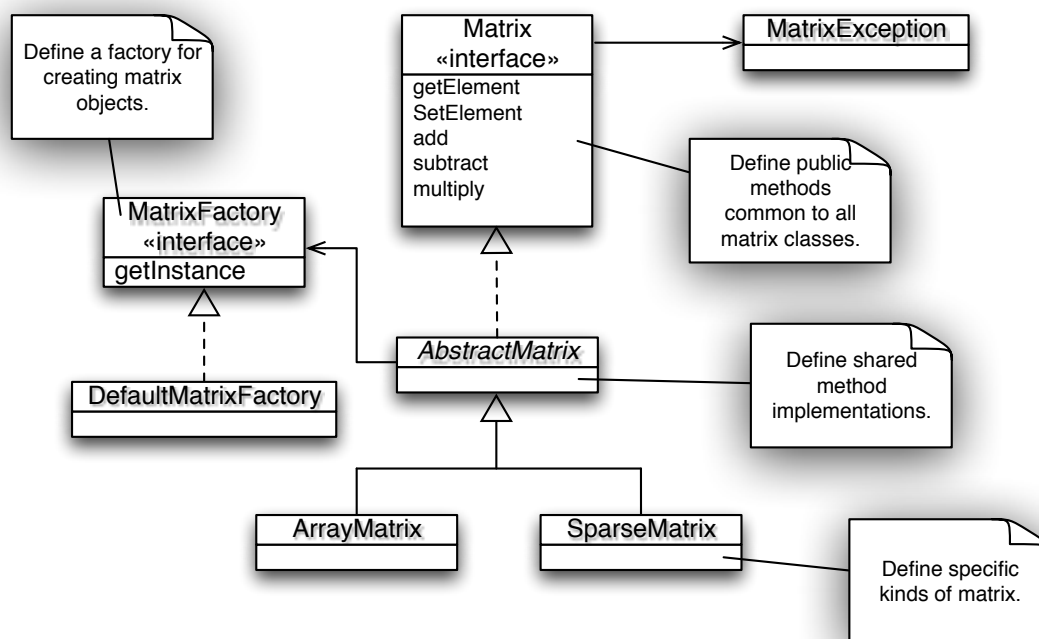 Define a factory for
creating matrix
objects.
Matrix
«interface»
getElement
SetElement
add
subtract
multiply
MatrixException
Define public
methods
common to all
matrix classes.
MatrixFactory
«interface»
getInstance
AbstractMatrix
Define shared
method
implementations.
DefaultMatrixFactory
ArrayMatrix
SparseMatrix
Define specific
kinds of matrix.